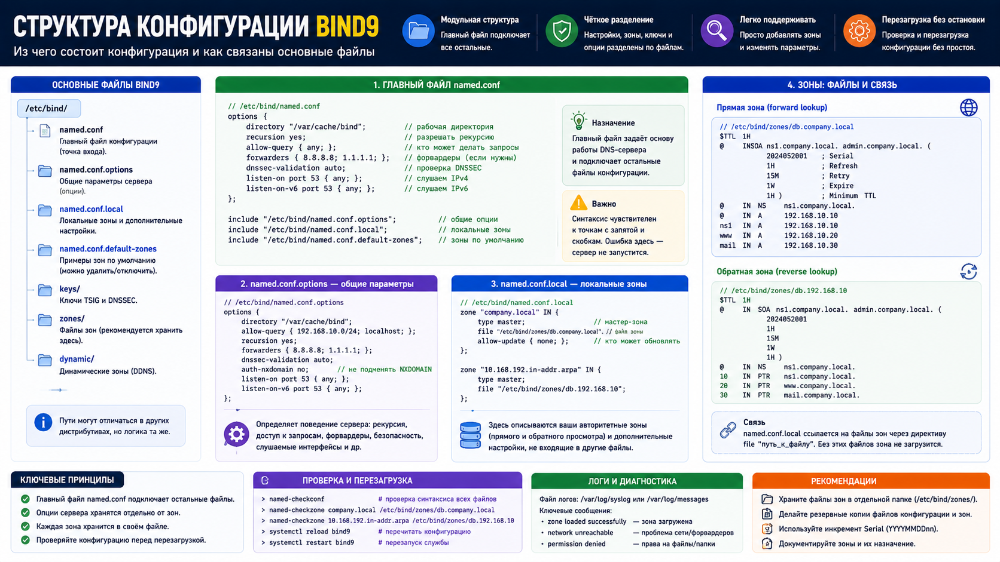 СТРУКТУРА КОНФИГУРАЦИИ BIND9
Из чего состоит конфигурация и как связаны основные файлы
Модульная структура
Главный файл подключает
все остальные.
Чёткое разделение
Настройки, зоны, ключи и
опции разделены по файлам.
Легко поддерживать
Просто добавлять зоны
и изменять параметры.
Перезагрузка без остановки
Проверка и перезагрузка
конфигурации без простоя.
ОСНОВНЫЕ ФАЙЛЫ BIND9
/etc/bind/
named.conf
Главный файл конфигурации
(точка входа).
named.conf.options
Общие параметры сервера
(опции).
named.conf.local
Локальные зоны и дополнительные
настройки.
named.conf.default-zones
Примеры зон по умолчанию
(можно удалить/отключить).
keys/
Ключи TSIG и DNSSEC.
zones/
Файлы зон (рекомендуется хранить
здесь).
dynamic/
Динамические зоны (DDNS).
Пути могут отличаться в других
дистрибутивах, но логика та же.
1. ГЛАВНЫЙ ФАЙЛ named.conf
// /etc/bind/named.conf
options {
directory "/var/cache/bind"; // рабочая директория
recursion yes; // разрешать рекурсию
allow-query { any; }; // кто может делать запросы
forwarders { 8.8.8.8; 1.1.1.1; }; // форвардеры (если нужны)
dnssec-validation auto; // проверка DNSSEC
listen-on port 53 { any; }; // слушаем IPv4
listen-on-v6 port 53 { any; }; // слушаем IPv6
};
include "/etc/bind/named.conf.options"; // общие опции
include "/etc/bind/named.conf.local"; // локальные зоны
include "/etc/bind/named.conf.default-zones"; // зоны по умолчанию
Назначение
Главный файл задаёт основу
работы DNS-сервера
и подключает остальные
файлы конфигурации.
Важно
Синтаксис чувствителен
к точкам с запятой и
скобкам. Ошибка здесь —
сервер не запустится.
2. named.conf.options — общие параметры
// /etc/bind/named.conf.options
options {
directory "/var/cache/bind";
allow-query { 192.168.10.0/24; localhost; };
recursion yes;
forwarders { 8.8.8.8; 1.1.1.1; };
dnssec-validation auto;
auth-nxdomain no; // не подменять NXDOMAIN
listen-on port 53 { any; };
listen-on-v6 port 53 { any; };
};
Определяет поведение сервера: рекурсия,
доступ к запросам, форвардеры, безопасность,
слушаемые интерфейсы и др.
3. named.conf.local — локальные зоны
// /etc/bind/named.conf.local
zone "company.local" IN {
type master; // мастер-зона
file "/etc/bind/zones/db.company.local". // файл зоны
allow-update { none; }; // кто может обновлять
};
zone "10.168.192.in-addr.arpa" IN {
type master;
file "/etc/bind/zones/db.192.168.10";
};
Здесь описываются ваши авторитетные зоны
(прямого и обратного просмотра) и дополнительные
настройки, не входящие в другие файлы.
4. ЗОНЫ: ФАЙЛЫ И СВЯЗЬ
Прямая зона (forward lookup)
// /etc/bind/zones/db.company.local
$TTL 1H
@ INSOA ns1.company.local. admin.company.local. (
2024052001 ; Serial
1H ; Refresh
15M ; Retry
1W ; Expire
1H ) ; Minimum TTL
@ IN NS ns1.company.local.
@ IN A 192.168.10.10
ns1 IN A 192.168.10.10
www IN A 192.168.10.20
mail IN A 192.168.10.30
Обратная зона (reverse lookup)
// /etc/bind/zones/db.192.168.10
$TTL 1H
@ IN SOA ns1.company.local. admin.company.local. (
2024052001
1H
15M
1W
1H )
@ IN NS ns1.company.local.
10 IN PTR ns1.company.local.
20 IN PTR www.company.local.
30 IN PTR mail.company.local.
Связь
named.conf.local ссылается на файлы зон через директиву
file "путь_к_файлу". Без этих файлов зона не загрузится.
КЛЮЧЕВЫЕ ПРИНЦИПЫ
Главный файл named.conf подключает остальные файлы.
Опции сервера хранятся отдельно от зон.
Каждая зона хранится в своём файле.
Проверяйте конфигурацию перед перезагрузкой.
ПРОВЕРКА И ПЕРЕЗАГРУЗКА
> named-checkconf # проверка синтаксиса всех файлов
> named-checkzone company.local /etc/bind/zones/db.company.local
> named-checkzone 10.168.192.in-addr.arpa /etc/bind/zones/db.192.168.10
> systemctl reload bind9 # перечитать конфигурацию
> systemctl restart bind9 # перезапуск службы
ЛОГИ И ДИАГНОСТИКА
Файл логов: /var/log/syslog или /var/log/messages
Ключевые сообщения:
• zone loaded successfully — зона загружена
• network unreachable — проблема сети/форвардеров
• permission denied — права на файлы/папки
РЕКОМЕНДАЦИИ
Храните файлы зон в отдельной папке (/etc/bind/zones/).
Делайте резервные копии файлов конфигурации и зон.
Используйте инкремент Serial (YYYYMMDDnn).
Документируйте зоны и их назначение.